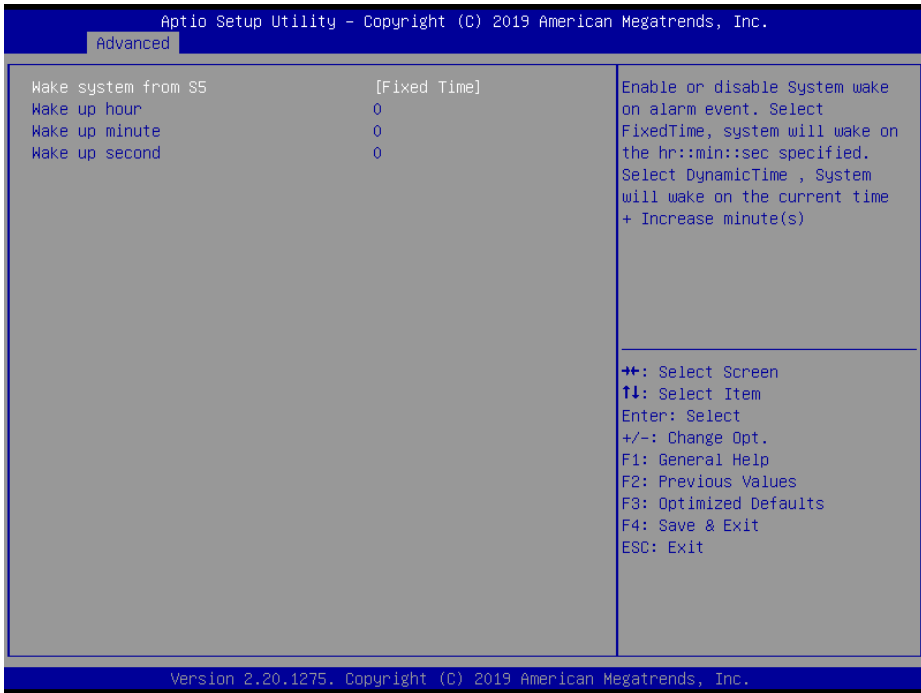 Aptio Setup Utility – Copyright (C) 2019 American Megatrends, Inc.
Advanced
Wake system from S5 [Fixed Time]
Wake up hour 0
Wake up minute 0
Wake up second 0
Enable or disable System wake
on alarm event. Select
FixedTime, system will wake on
the hr::min::sec specified.
Select DynamicTime , System
will wake on the current time
+ Increase minute(s)
→←: Select Screen
↑↓: Select Item
Enter: Select
+/-: Change Opt.
F1: General Help
F2: Previous Values
F3: Optimized Defaults
F4: Save & Exit
ESC: Exit
Version 2.20.1275. Copyright (C) 2019 American Megatrends, Inc.